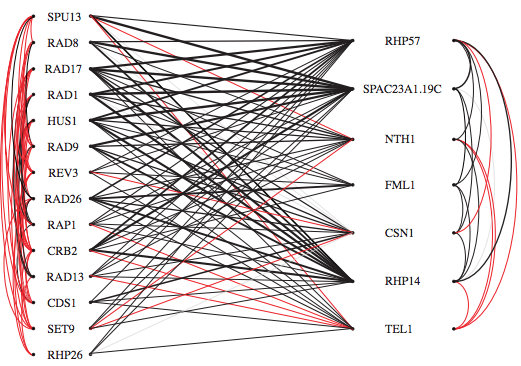 SPU13
RAD8
RAD17
RAD1
HUS1
RAD9
REV3
RAD26
RAP1
CRB2
RAD13
CDS1
SET9
RHP26
RHP57
SPAC23A1.19C
NTH1
FML1
CSN1
RHP14
TEL1